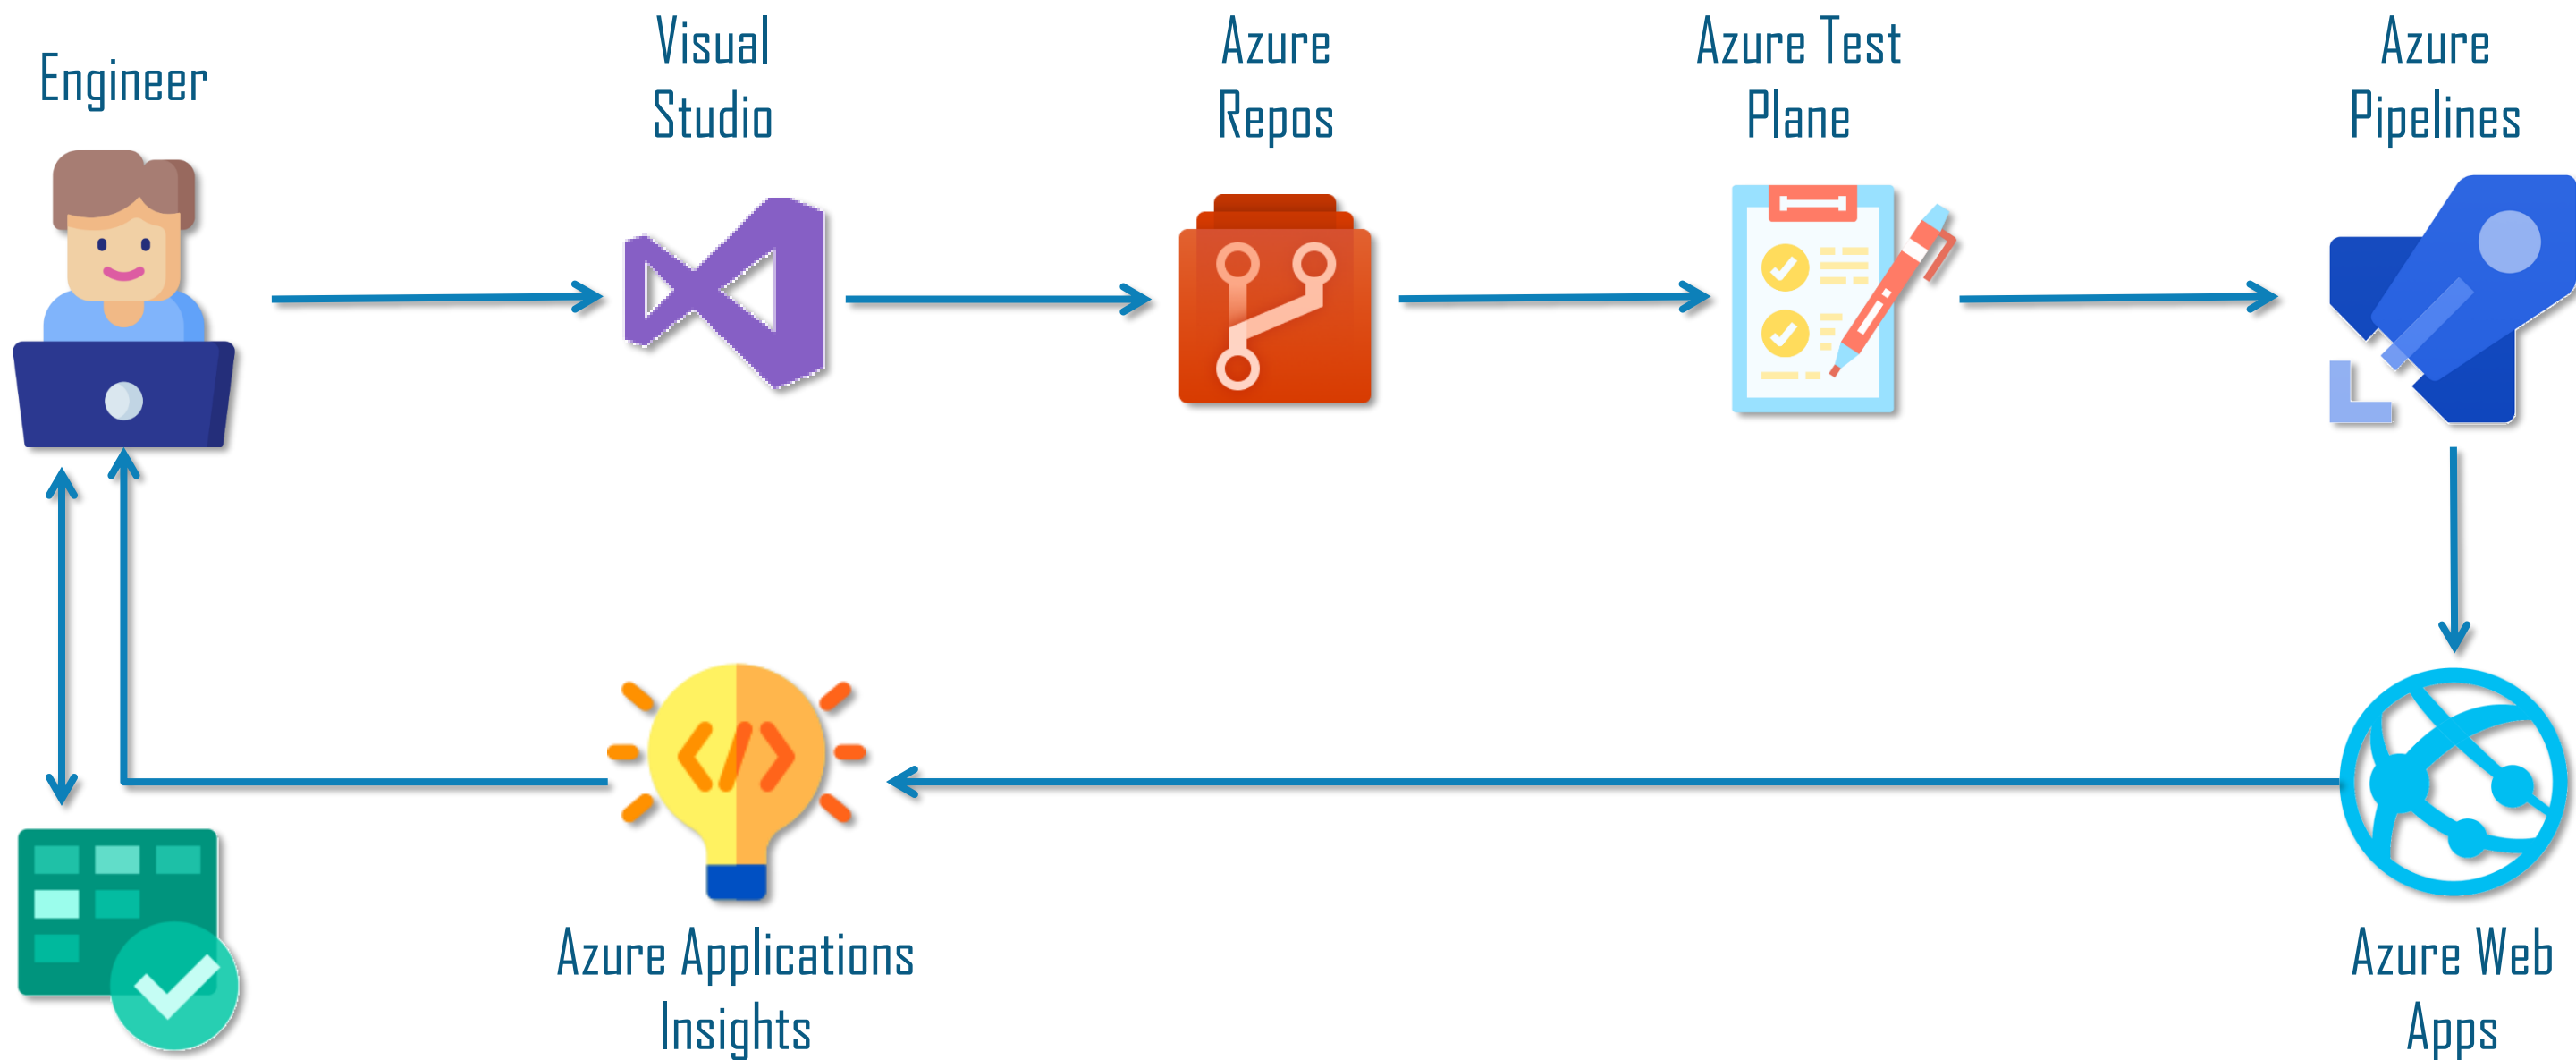 Engineer
Visual
Studio
Azure
Repos
Azure Test
Plane
Azure
Pipelines
Azure Applications
Insights
Azure Web
Apps